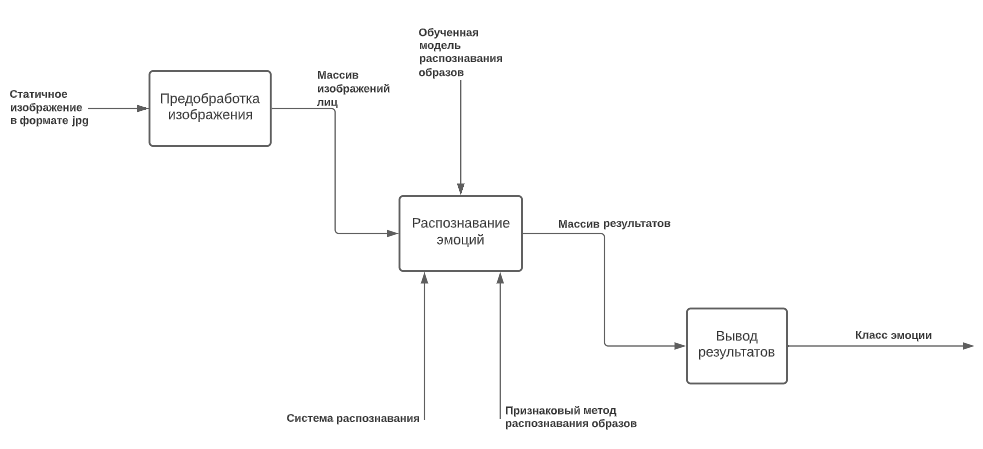 Обученная
модель
распознавания
образов
Статичное
изображение
в формате jpg
Предобработка
изображения
Массив
изображений
лиц
Распознавание
эмоций
Массив результатов
Вывод
результатов
Класс эмоции
Система распознавания
Признаковый метод
распознавания образов